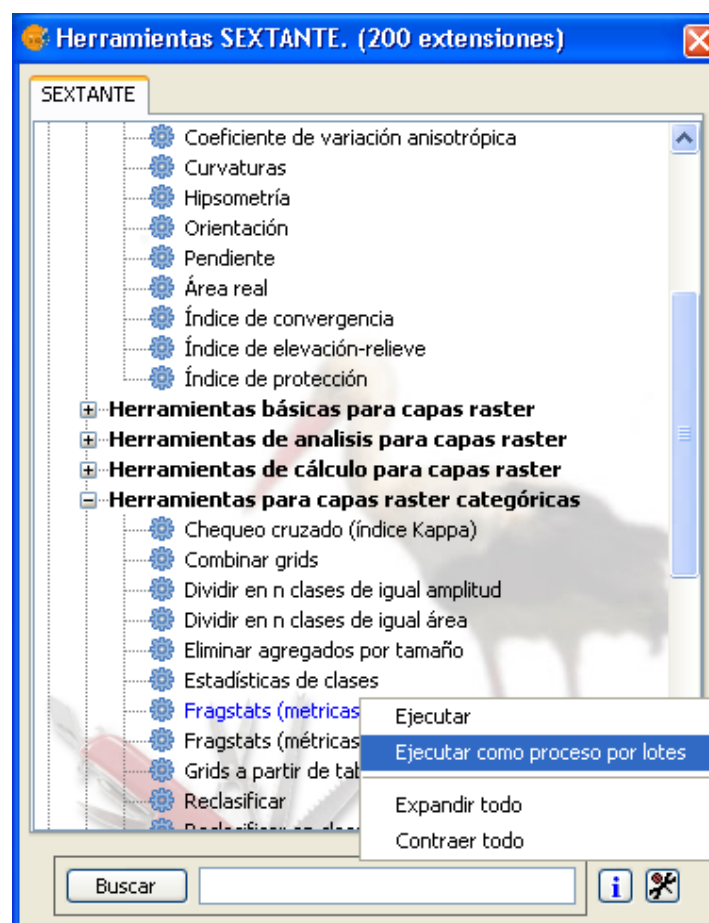 Herramientas SEXTANTE. (200 extensiones)
SEXTANTE
Coeficiente de variación anisotrópica
Curvaturas
Hipsometría
Orientación
Pendiente
Área real
Índice de convergencia
Índice de elevación-relieve
Índice de protección
Herramientas básicas para capas raster
Herramientas de analisis para capas raster
Herramientas de cálculo para capas raster
Herramientas para capas raster categóricas
Chequeo cruzado (índice Kappa)
Combinar grids
Dividir en n clases de igual amplitud
Dividir en n clases de igual área
Eliminar agregados por tamaño
Estadísticas de clases
Fragstats (metricas
Fragstats (métricas
Grids a partir de tab
Reclasificar
Ejecutar
Ejecutar como proceso por lotes
Expandir todo
Contraer todo
Buscar
i